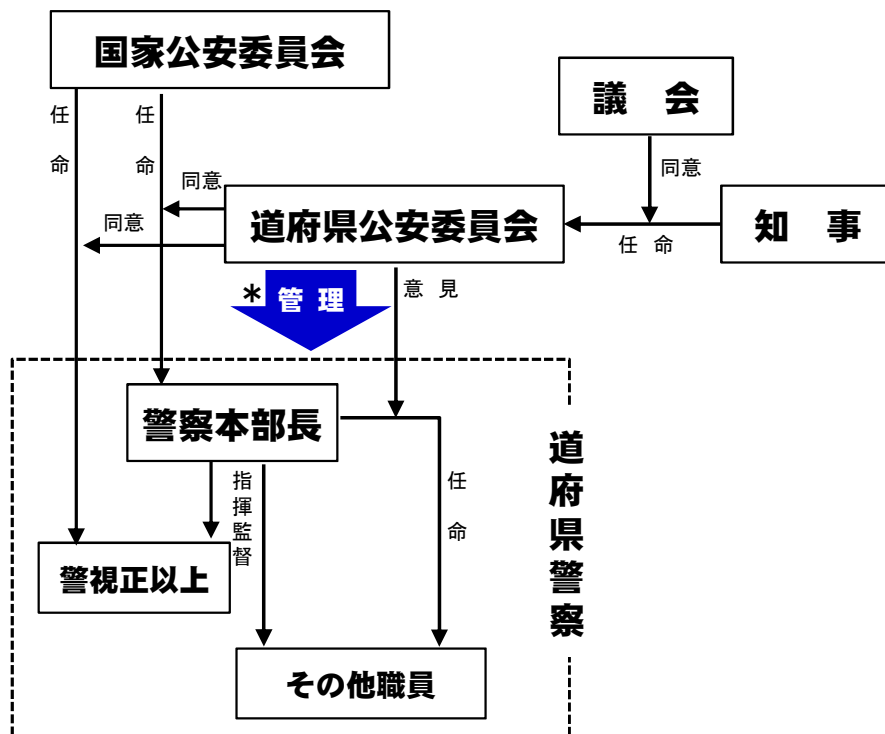 国家公安委員会
議　会
任命
任命
同意
同意
同意
道府県公安委員会
知　事
任 命
* 管 理
意 見
警察本部長
指揮監督
任命
道府県警察
警視正以上
その他職員